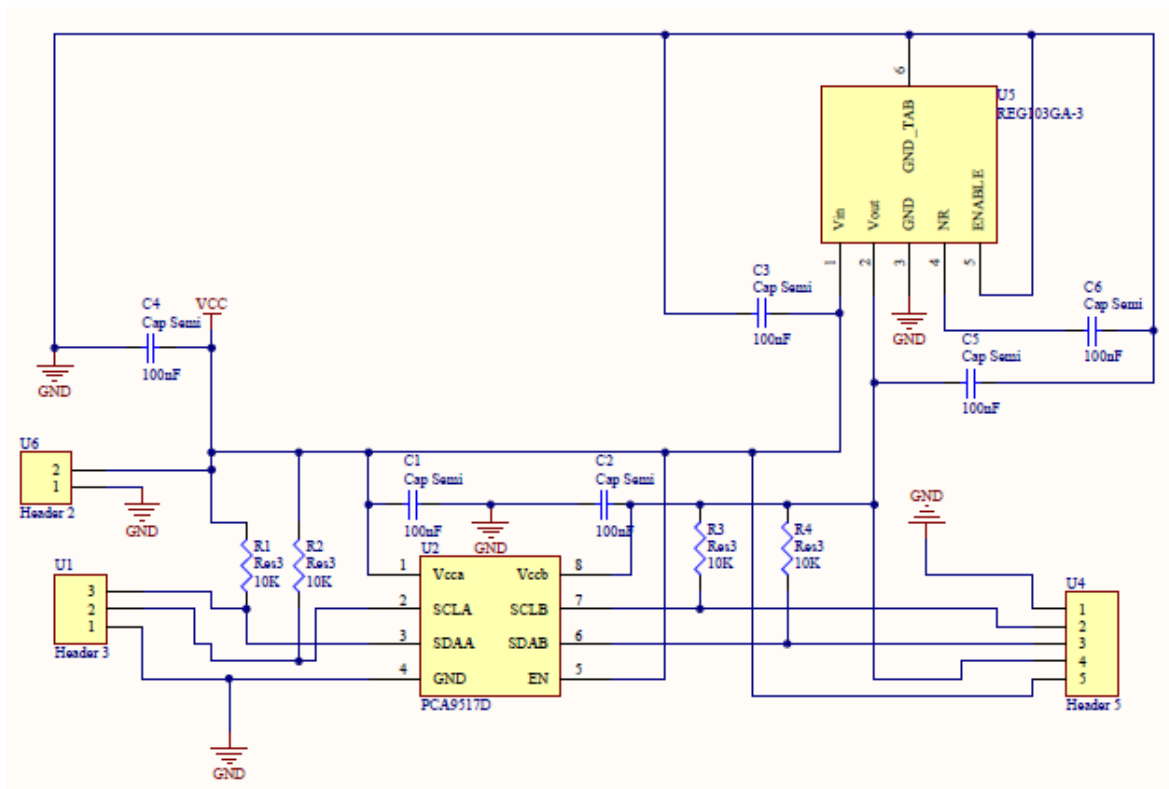 6
U5
REG103GA-3
GND_TAB
Vin
Vout
GND
NR
ENABLE
1
2
3
4
5
C3
Cap Semi
100nF
C6
Cap Semi
100nF
GND
C5
Cap Semi
100nF
C4
Cap Semi
100nF
VCC
GND
U6
2
1
Header 2
GND
C1
Cap Semi
100nF
C2
Cap Semi
100nF
GND
R1
Res3
10K
R2
Res3
10K
R3
Res3
10K
R4
Res3
10K
GND
U1
3
2
1
Header 3
U2
1 Vcca Vccb 8
2 SCLA SCLB 7
3 SDAA SDAB 6
4 GND EN 5
PCA9517D
U4
1
2
3
4
5
Header 5
GND